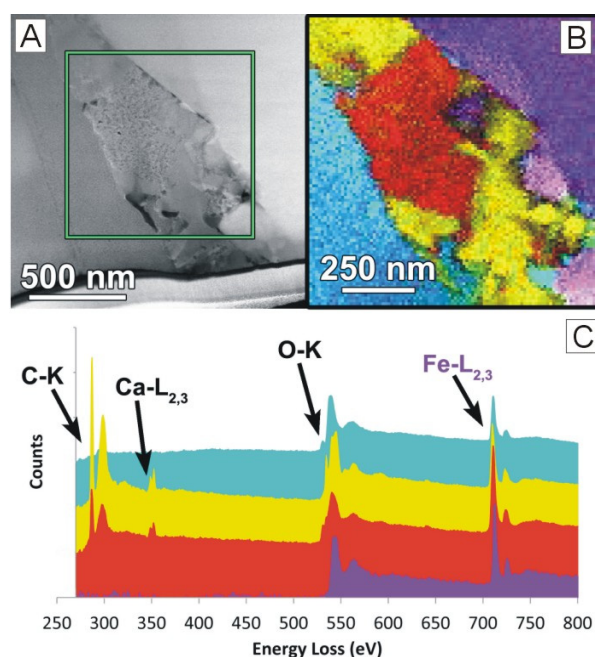 A
B
500 nm
250 nm
C
C-K
Ca-L2,3
O-K
Fe-L2,3
Counts
250 300 350 400 450 500 550 600 650 700 750 800
Energy Loss (eV)